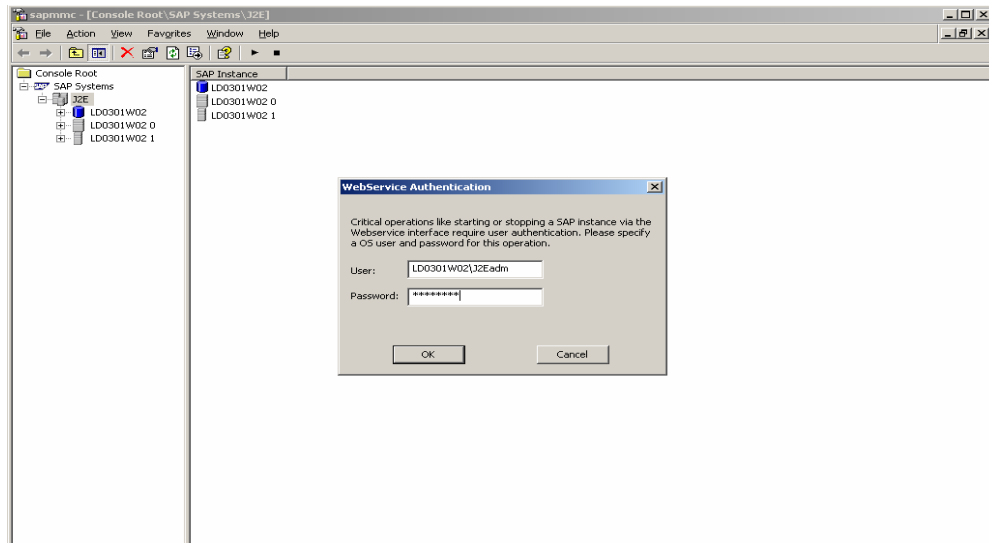 sapmmc - [Console Root\SAP Systems\J2E]
File Action View Favorites Window Help
Console Root
SAP Systems
J2E
LD0301W02
LD0301W02 0
LD0301W02 1
SAP Instance
LD0301W02
LD0301W02 0
LD0301W02 1
WebService Authentication
Critical operations like starting or stopping a SAP instance via the
Webservice interface require user authentication. Please specify
a OS user and password for this operation.
User: LD0301W02\J2Eadm
Password: ********
OK Cancel